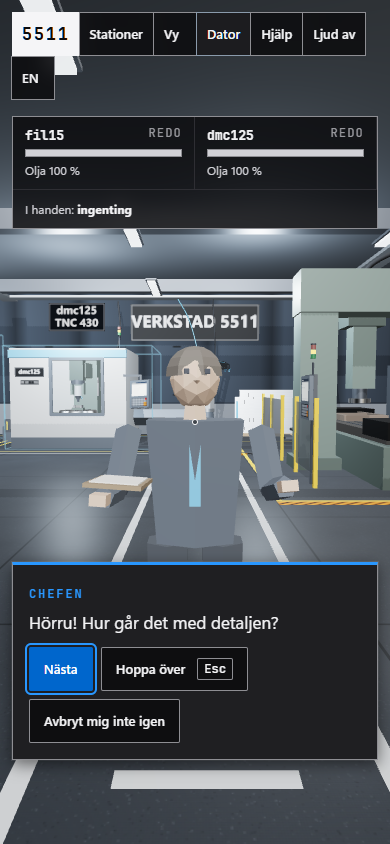 5511 Stationer Vy Dator Hjälp Ljud av
EN
fil15 REDO
Olja 100 %
dmc125 REDO
Olja 100 %
I handen: ingenting
dmc125
TNC 430
VERKSTAD 5511
dmc125
CHEFEN
Hörru! Hur går det med detaljen?
Nästa
Hoppa över Esc
Avbryt mig inte igen